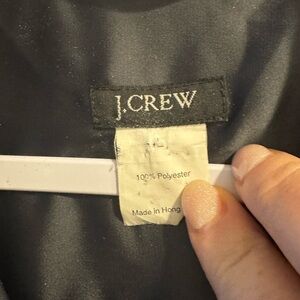 J.CREW
100% Polyester
Made in Hong